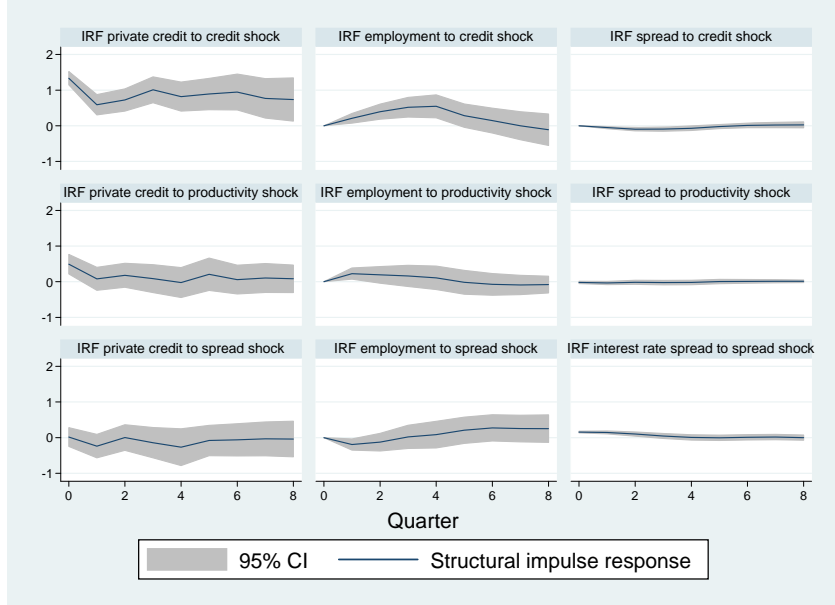 IRF private credit to credit shock
IRF employment to credit shock
IRF spread to credit shock
2
1
0
-1
IRF private credit to productivity shock
IRF employment to productivity shock
IRF spread to productivity shock
2
1
0
-1
IRF private credit to spread shock
IRF employment to spread shock
IRF interest rate spread to spread shock
2
1
0
-1
0 2 4 6 8
0 2 4 6 8
0 2 4 6 8
Quarter
95% CI Structural impulse response